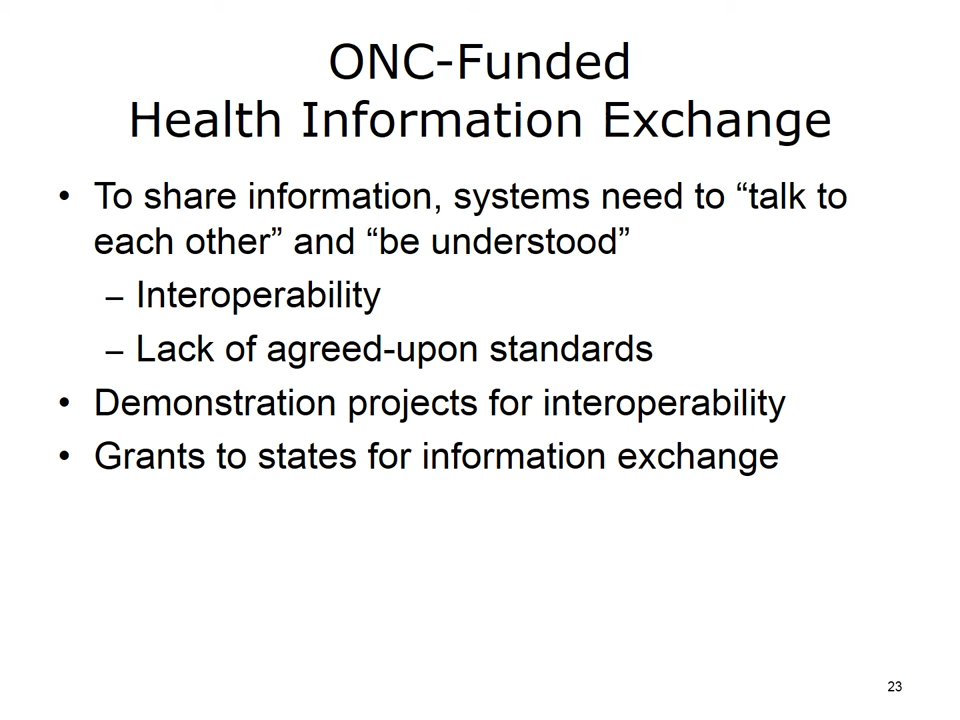 ONC-Funded
Health Information Exchange
• To share information, systems need to “talk to
each other” and “be understood”
– Interoperability
– Lack of agreed-upon standards
• Demonstration projects for interoperability
• Grants to states for information exchange
23